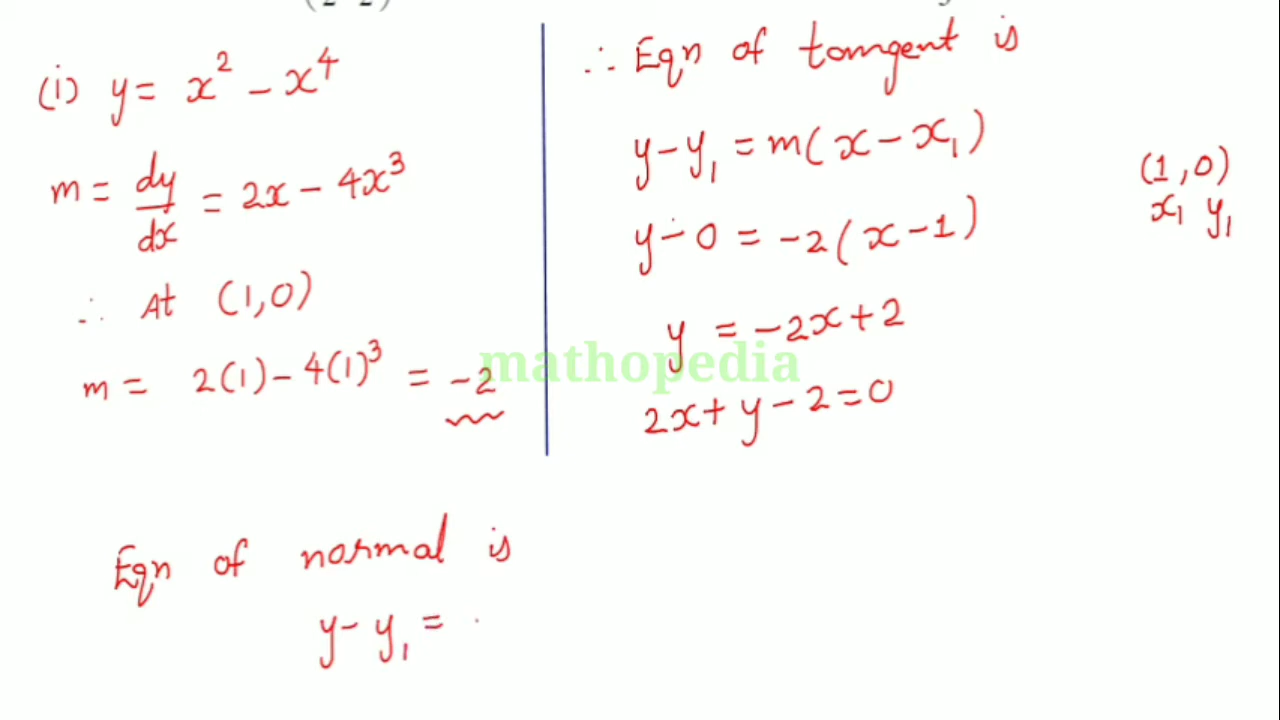 (i) y = x² - x⁴
m = dy/dx = 2x - 4x³
∴ At (1,0)
m = 2(1) - 4(1)³ = -2
∴ Eqn of tangent is
y - y₁ = m(x - x₁)
(1,0)
x₁ y₁
y - 0 = -2(x - 1)
y = -2x + 2
mathopedia
2x + y - 2 = 0
Eqn of normal is
y - y₁ =